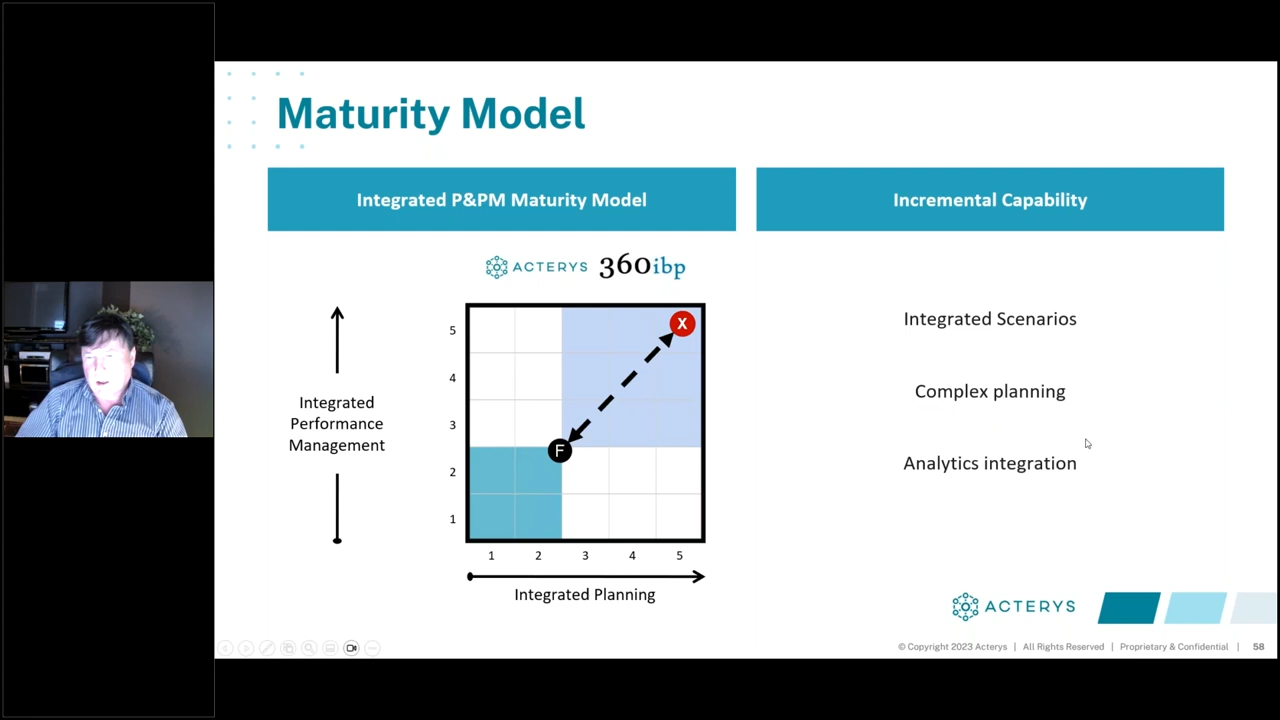 Maturity Model
Integrated P&PM Maturity Model
Incremental Capability
ACTERYS 360ibp
5
4
3
2
1
X
F
1 2 3 4 5
Integrated
Performance
Management
Integrated Planning
Integrated Scenarios
Complex planning
Analytics integration
ACTERYS
© Copyright 2023 Acterys | All Rights Reserved | Proprietary & Confidential | 58